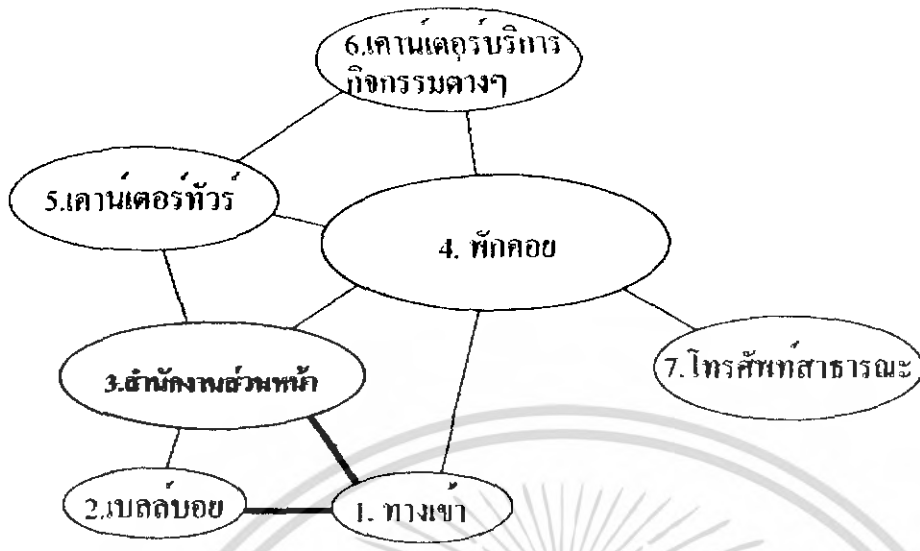 6.เคาน์เตอร์บริการ
กิจกรรมต่างๆ
5.เคาน์เตอร์ทัวร์
4. พักคอย
3.สำนักงานส่วนหน้า
7.โทรศัพท์สาธารณะ
2.เบลล์บอย
1. ทางเข้า